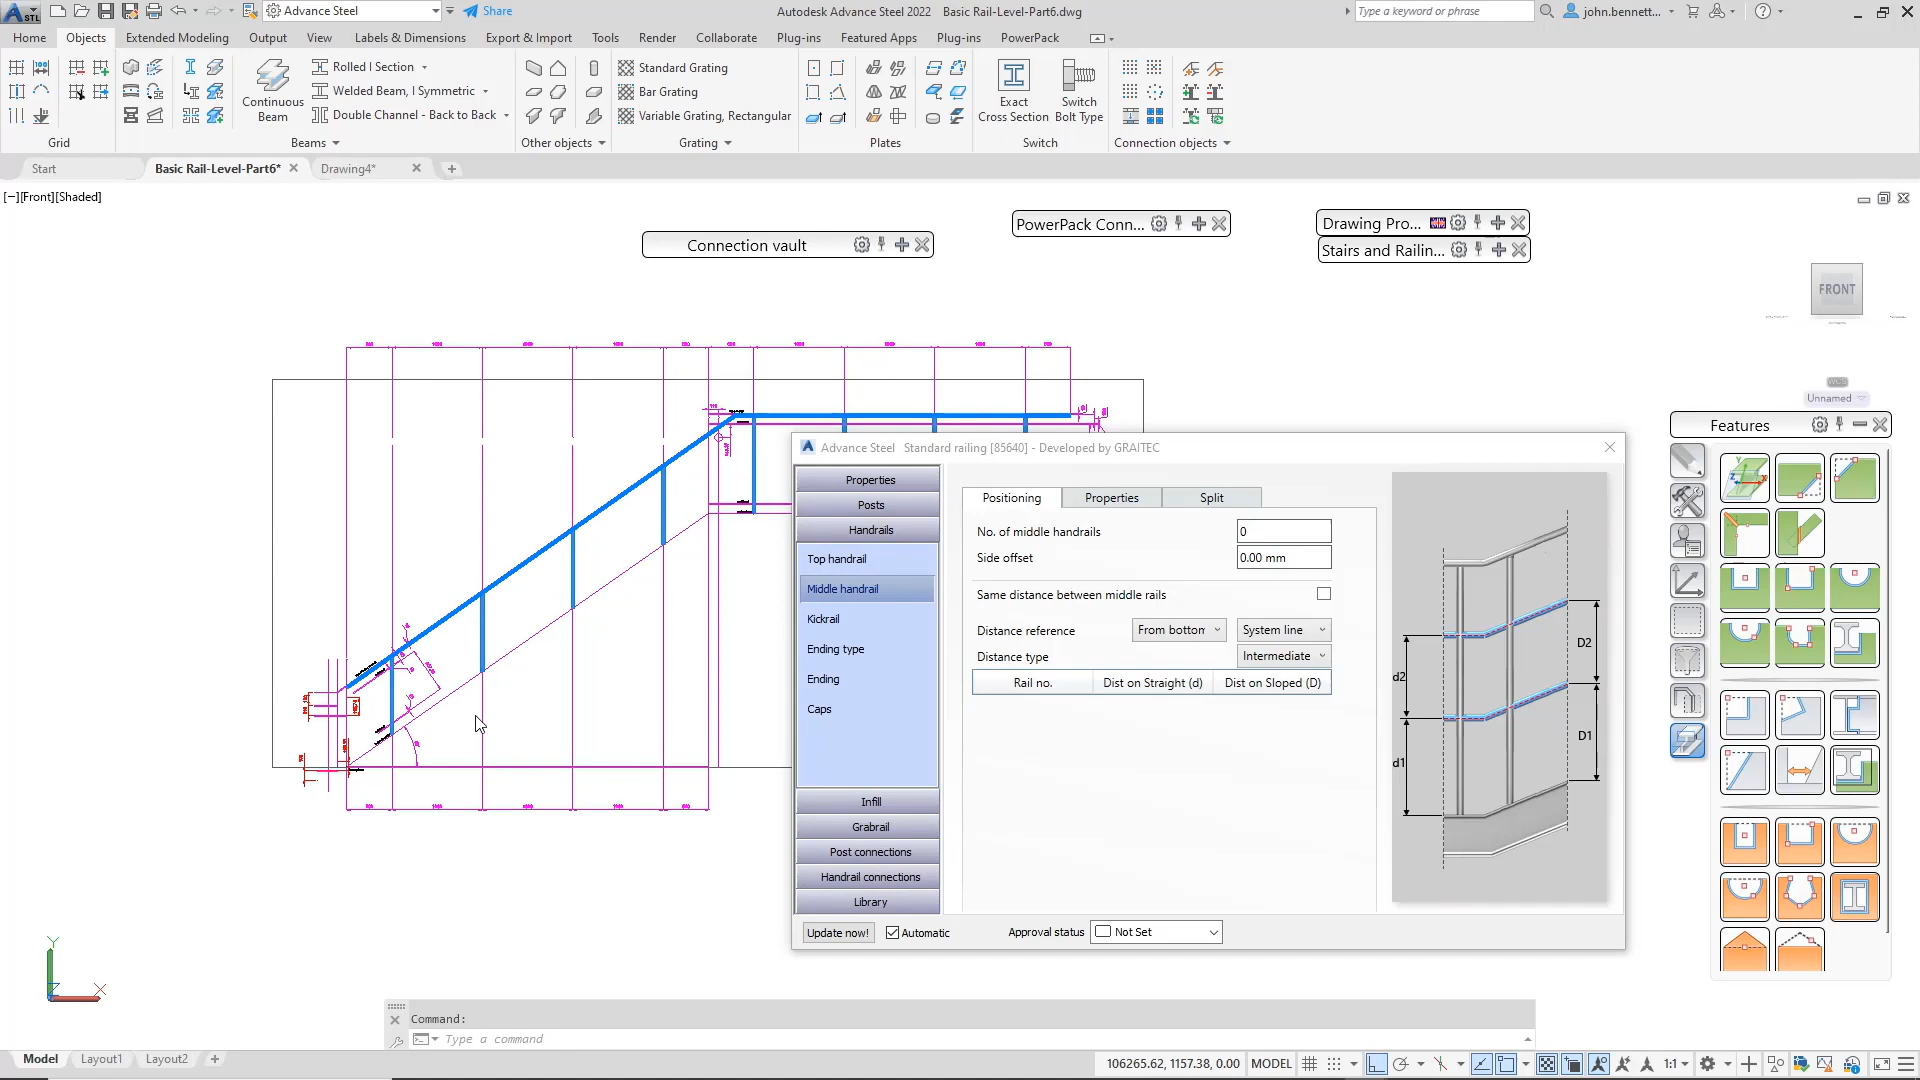 STL
Advance Steel
Share
Autodesk Advance Steel 2022 Basic Rail-Level-Part6.dwg
Type a keyword or phrase
john.bennett...
Home Objects Extended Modeling Output View Labels & Dimensions Export & Import Tools Render Collaborate Plug-ins Featured Apps Plug-ins PowerPack
Rolled I Section
Welded Beam, I Symmetric
Double Channel - Back to Back
Continuous
Beam
Standard Grating
Bar Grating
Variable Grating, Rectangular
Exact
Cross Section
Switch
Bolt Type
Grid Beams Other objects Grating Plates Switch Connection objects
Start Basic Rail-Level-Part6* Drawing4*
[−][Front][Shaded]
Connection vault
PowerPack Conn...
Drawing Pro...
Stairs and Railin...
FRONT
WCS
Unnamed
Features
Advance Steel Standard railing [85640] - Developed by GRAITEC
Properties
Posts
Handrails
Top handrail
Middle handrail
Kickrail
Ending type
Ending
Caps
Infill
Grabrail
Post connections
Handrail connections
Library
Positioning Properties Split
No. of middle handrails 0
Side offset 0.00 mm
Same distance between middle rails
Distance reference From bottom System line
Distance type Intermediate
Rail no. Dist on Straight (d) Dist on Sloped (D)
D2
d2
D1
d1
Update now! Automatic Approval status Not Set
Y
X
Z
Command:
Type a command
Model Layout1 Layout2
106265.62, 1157.38, 0.00 MODEL 1:1